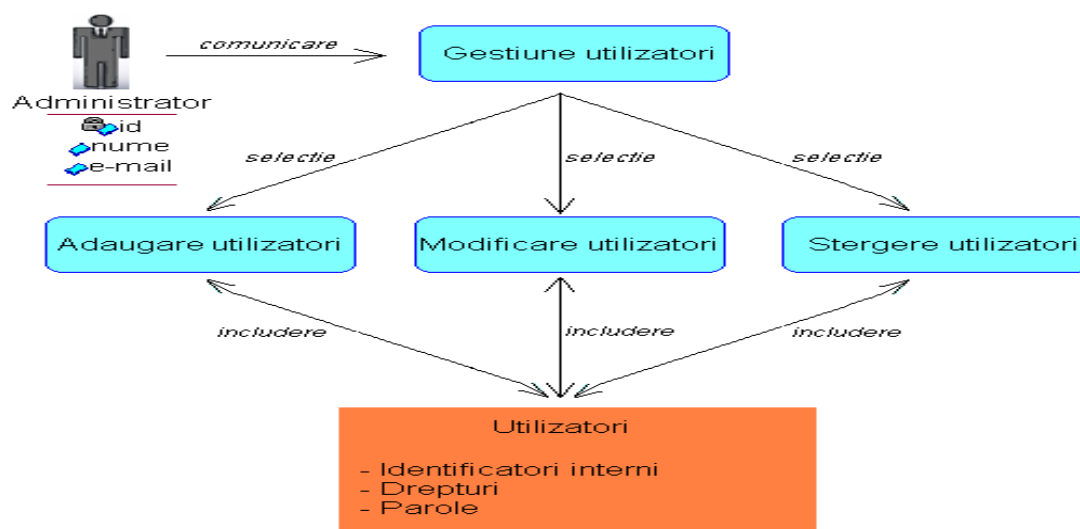 comunicare
Gestiune utilizatori
Administrator
id
nume
e-mail
selectie
selectie
selectie
Adaugare utilizatori
Modificare utilizatori
Stergere utilizatori
includere
includere
includere
Utilizatori
- Identificatori interni
- Drepturi
- Parole